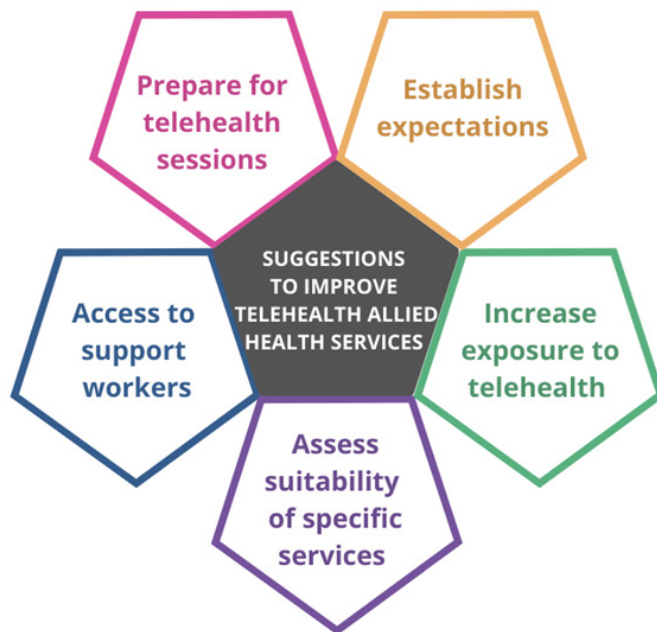 Prepare for
telehealth
sessions
Establish
expectations
SUGGESTIONS
TO IMPROVE
TELEHEALTH ALLIED
HEALTH SERVICES
Access to
support
workers
Increase
exposure to
telehealth
Assess
suitability
of specific
services